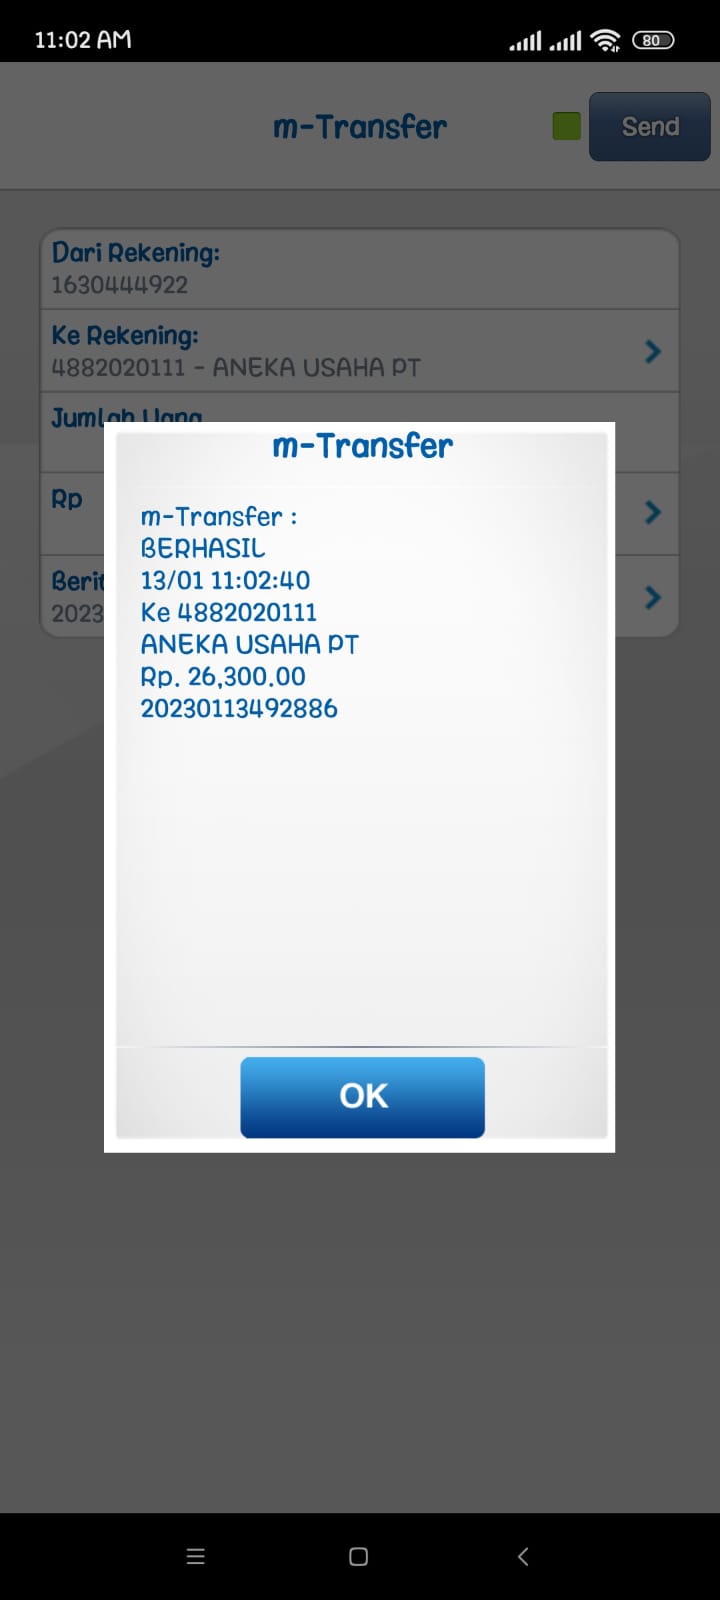 11:02 AM
80
m-Transfer
Send
Dari Rekening:
1630444922
Ke Rekening:
4882020111 - ANEKA USAHA PT
Jumlah Uang
Rp
Berit
2023
m-Transfer
m-Transfer :
BERHASIL
13/01 11:02:40
Ke 4882020111
ANEKA USAHA PT
Rp. 26,300.00
20230113492886
OK